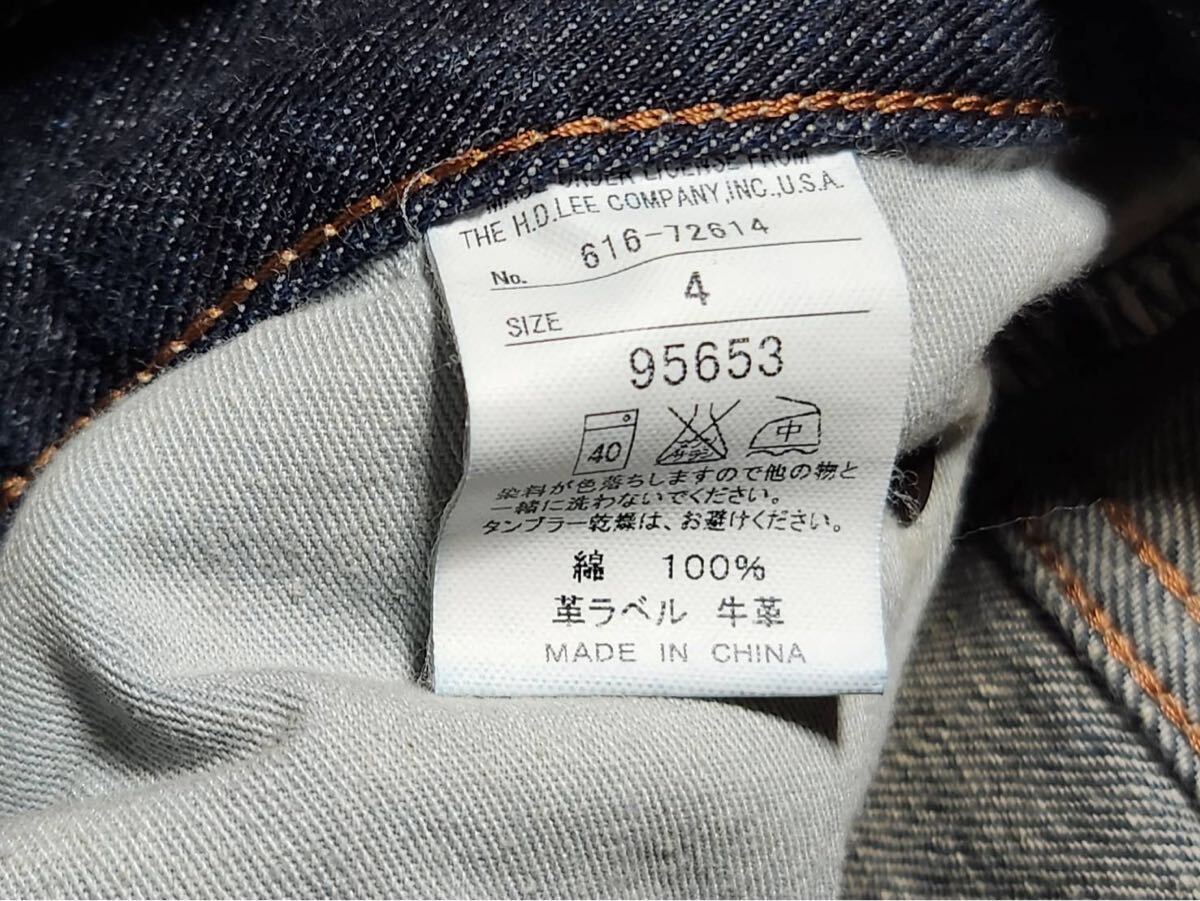 UNDER LICENSE FROM
THE H.D.LEE COMPANY,INC.,U.S.A.
No. 616-72614
SIZE 4
95653
40 中
染料が色落ちしますので他の物と
一緒に洗わないでください。
タンブラー乾燥は、お避けください。
綿 100%
革ラベル 牛革
MADE IN CHINA